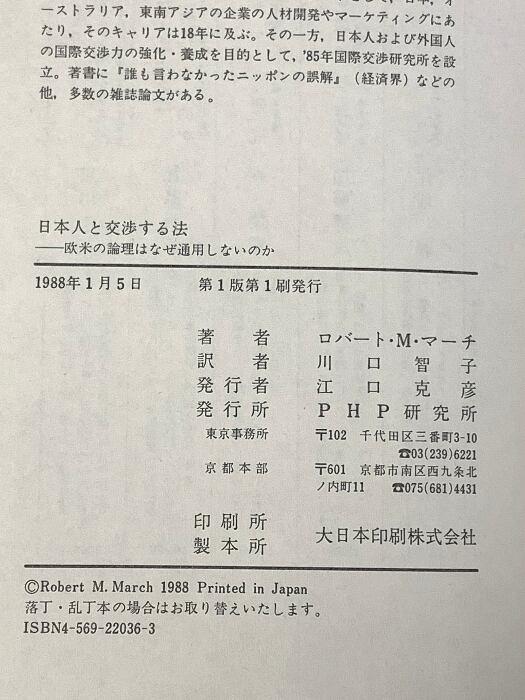 ーストラリア，東南アジアの企業の人材開発やマーケティングにあ
たり，そのキャリアは18年に及ぶ。その一方，日本人および外国人
の国際交渉力の強化・養成を目的として，'85年国際交渉研究所を設
立。著書に『誰も言わなかったニッポンの誤解』（経済界）などの
他，多数の雑誌論文がある。
日本人と交渉する法
──欧米の論理はなぜ通用しないのか
1988年1月5日 第1版第1刷発行
著者 ロバート・M・マーチ
訳者 川口智子
発行者 江口克彦
発行所 PHP研究所
東京事務所 〒102 千代田区三番町3-10
☎03(239)6221
京都本部 〒601 京都市南区西九条北
ノ内町11 ☎075(681)4431
印刷所
製本所 大日本印刷株式会社
©Robert M. March 1988 Printed in Japan
落丁・乱丁本の場合はお取り替えいたします。
ISBN4-569-22036-3